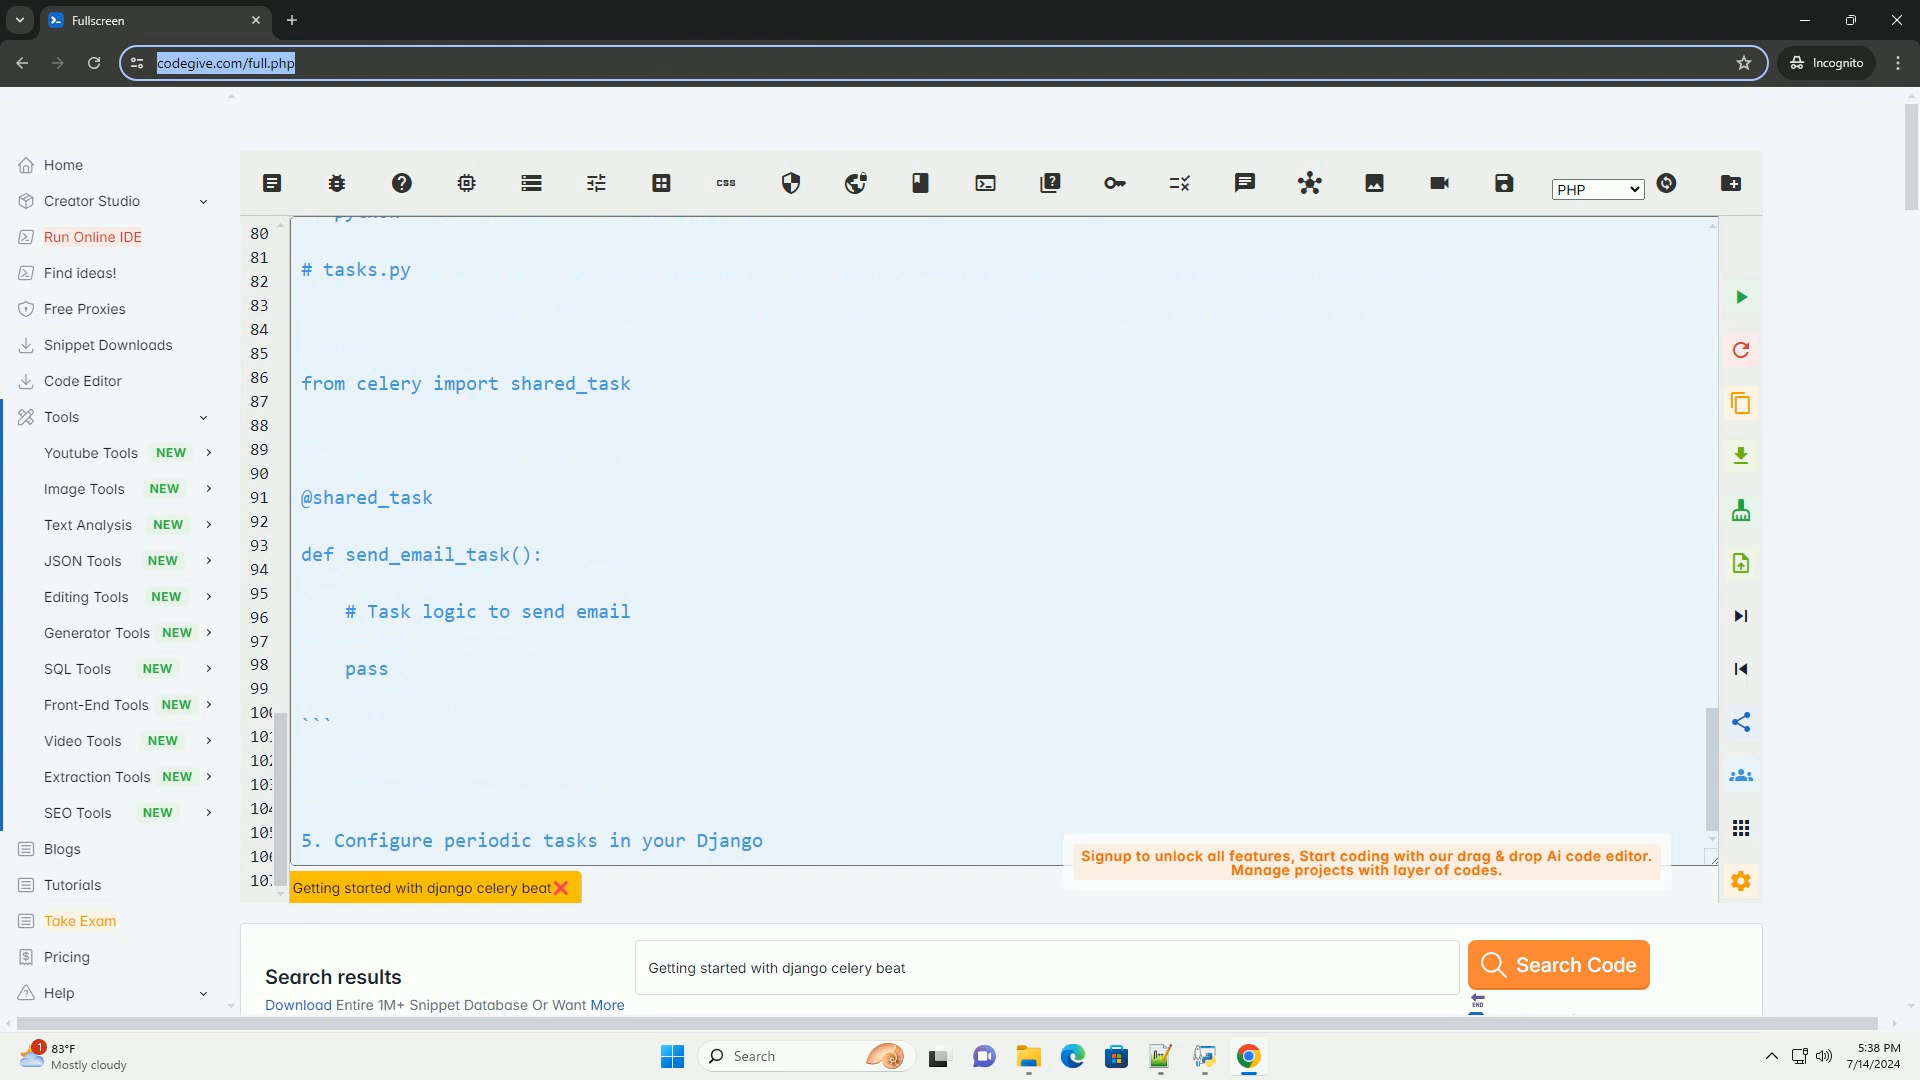 Fullscreen
codegive.com/full.php
Incognito
Home
Creator Studio
Run Online IDE
Find ideas!
Free Proxies
Snippet Downloads
Code Editor
Tools
Youtube Tools NEW
Image Tools NEW
Text Analysis NEW
JSON Tools NEW
Editing Tools NEW
Generator Tools NEW
SQL Tools NEW
Front-End Tools NEW
Video Tools NEW
Extraction Tools NEW
SEO Tools NEW
Blogs
Tutorials
Take Exam
Pricing
Help
css
PHP
80
81
82
83
84
85
86
87
88
89
90
91
92
93
94
95
96
97
98
99
# tasks.py
from celery import shared_task
@shared_task
def send_email_task():
# Task logic to send email
pass
```
5. Configure periodic tasks in your Django
Signup to unlock all features, Start coding with our drag & drop Ai code editor.
Manage projects with layer of codes.
Getting started with django celery beat❌
Search results
Download Entire 1M+ Snippet Database Or Want More
Getting started with django celery beat
Search Code
END
1
83°F
Mostly cloudy
Search
5:38 PM
7/14/2024